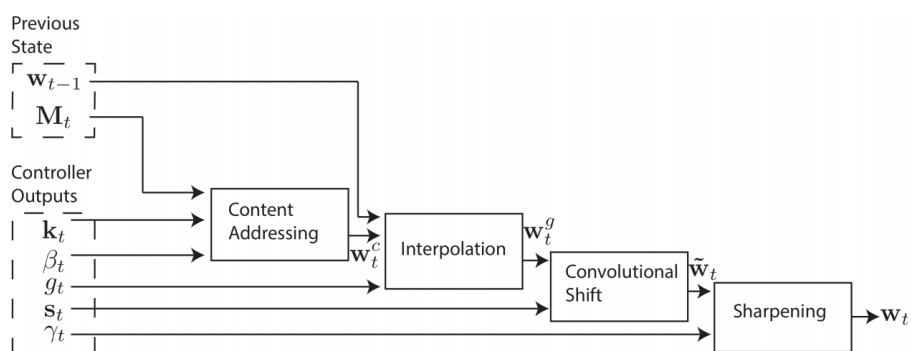 Previous
State
w_{t−1}
M_t
Controller
Outputs
k_t
β_t
g_t
s_t
γ_t
Content
Addressing
w_t^c
Interpolation
w_t^g
Convolutional
Shift
w̃_t
Sharpening
w_t